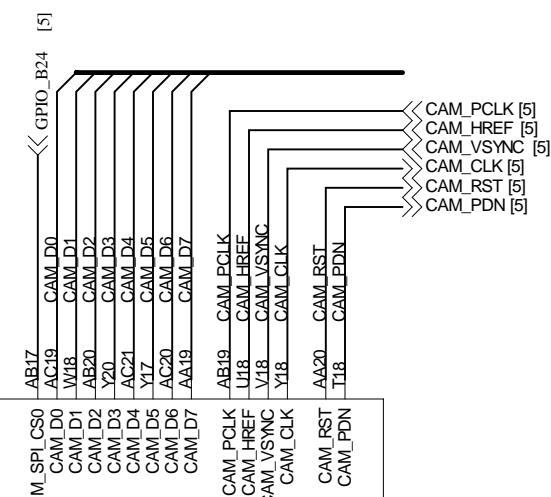 GPIO_B24 [5]
CAM_PCLK [5]
CAM_HREF [5]
CAM_VSYNC [5]
CAM_CLK [5]
CAM_RST [5]
CAM_PDN [5]
CAM_D0
CAM_D1
CAM_D2
CAM_D3
CAM_D4
CAM_D5
CAM_D6
CAM_D7
CAM_PCLK
CAM_HREF
CAM_VSYNC
CAM_CLK
CAM_RST
CAM_PDN
AB17
AC19
W18
AB20
Y20
AC21
Y17
AC20
AA19
AB19
U18
V18
Y18
AA20
T18
M_SPI_CS0
CAM_D0
CAM_D1
CAM_D2
CAM_D3
CAM_D4
CAM_D5
CAM_D6
CAM_D7
CAM_PCLK
CAM_HREF
CAM_VSYNC
CAM_CLK
CAM_RST
CAM_PDN